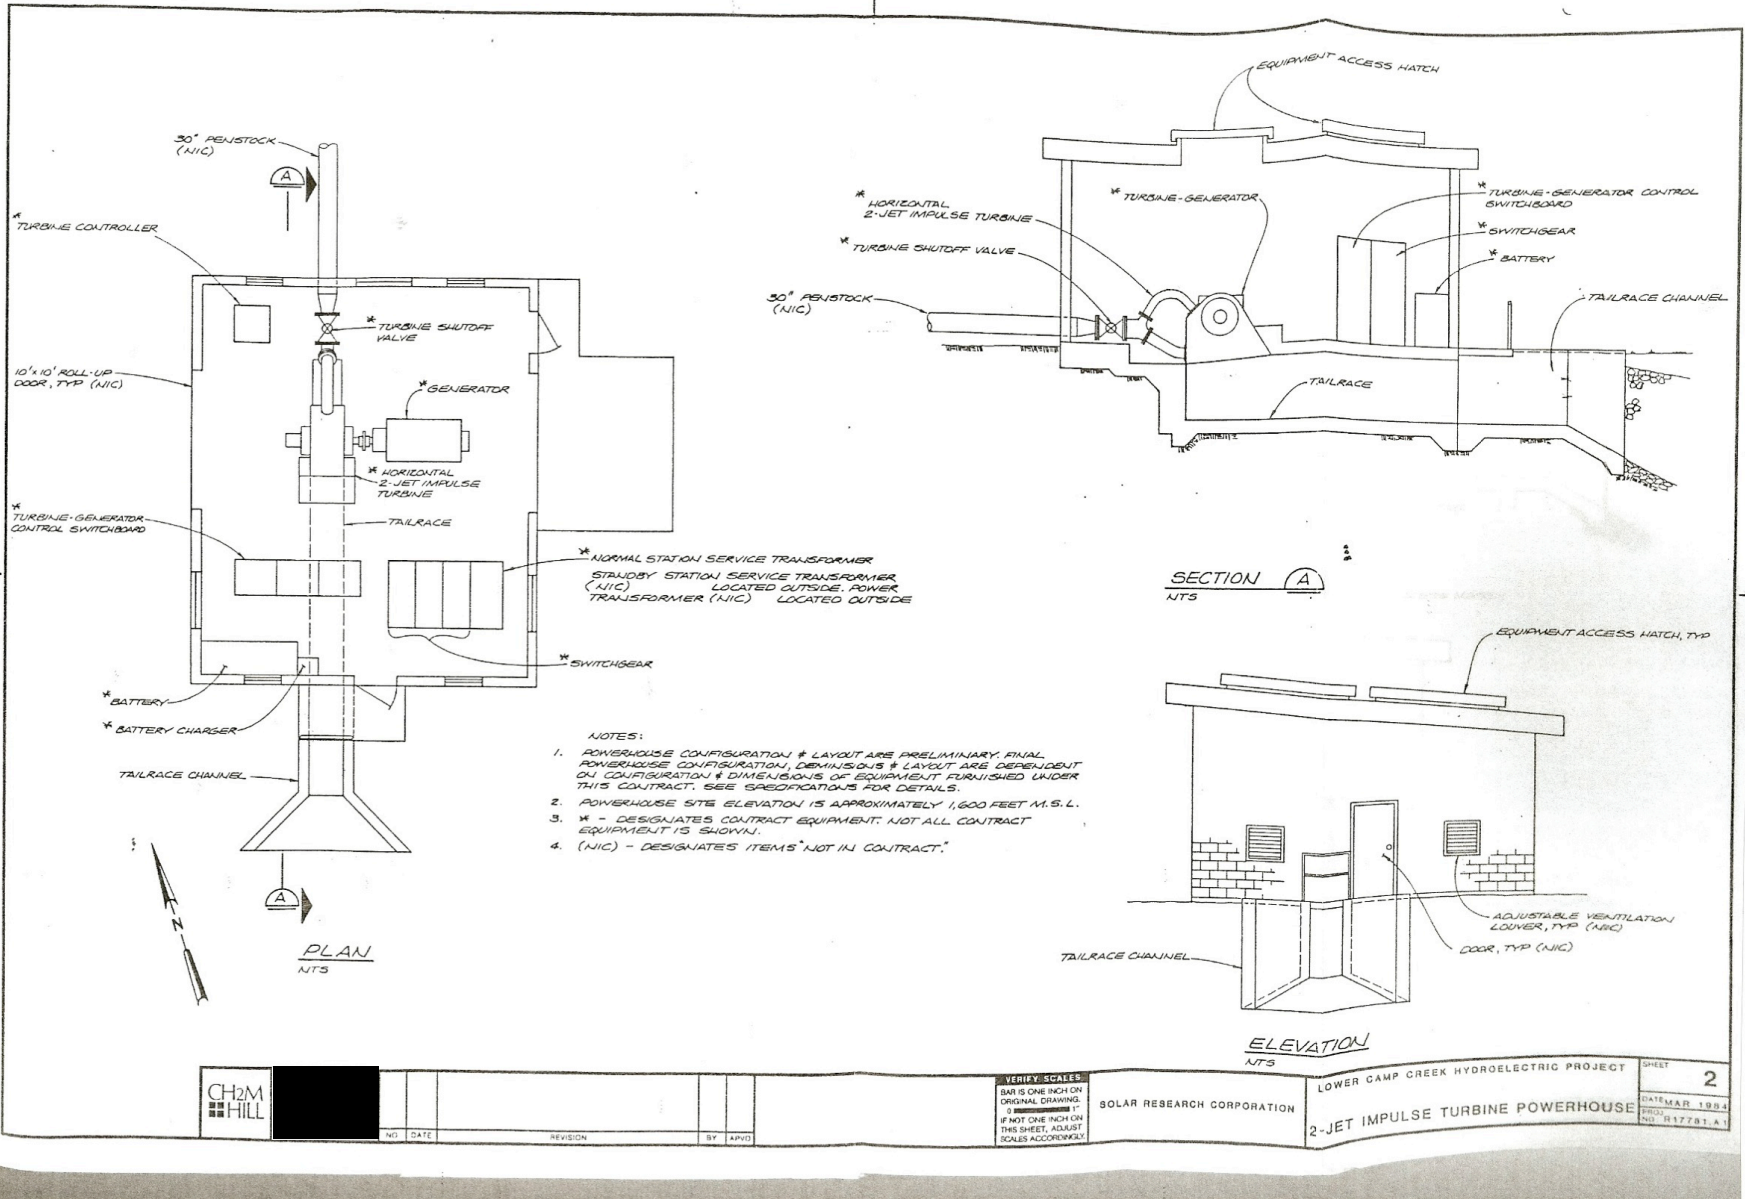 30" PENSTOCK
(NIC)
A
* TURBINE CONTROLLER
* TURBINE SHUTOFF
VALVE
10'x10' ROLL-UP
DOOR, TYP (NIC)
* GENERATOR
* HORIZONTAL
2-JET IMPULSE
TURBINE
* TURBINE-GENERATOR
CONTROL SWITCHBOARD
TAILRACE
* NORMAL STATION SERVICE TRANSFORMER
STANDBY STATION SERVICE TRANSFORMER
(NIC) LOCATED OUTSIDE. POWER
TRANSFORMER (NIC) LOCATED OUTSIDE
* SWITCHGEAR
* BATTERY
* BATTERY CHARGER
TAILRACE CHANNEL
A
N
PLAN
NTS
NOTES:
1. POWERHOUSE CONFIGURATION & LAYOUT ARE PRELIMINARY. FINAL
POWERHOUSE CONFIGURATION, DEMINSIONS & LAYOUT ARE DEPENDENT
ON CONFIGURATION & DIMENSIONS OF EQUIPMENT FURNISHED UNDER
THIS CONTRACT. SEE SPECIFICATIONS FOR DETAILS.
2. POWERHOUSE SITE ELEVATION IS APPROXIMATELY 1,600 FEET M.S.L.
3. * - DESIGNATES CONTRACT EQUIPMENT. NOT ALL CONTRACT
EQUIPMENT IS SHOWN.
4. (NIC) - DESIGNATES ITEMS "NOT IN CONTRACT."
EQUIPMENT ACCESS HATCH
* HORIZONTAL
2-JET IMPULSE TURBINE
* TURBINE-GENERATOR
* TURBINE SHUTOFF VALVE
30" PENSTOCK
(NIC)
* TURBINE-GENERATOR CONTROL
SWITCHBOARD
* SWITCHGEAR
* BATTERY
TAILRACE CHANNEL
TAILRACE
SECTION A
NTS
EQUIPMENT ACCESS HATCH, TYP
ADJUSTABLE VENTILATION
LOUVER, TYP (NIC)
DOOR, TYP (NIC)
TAILRACE CHANNEL
ELEVATION
NTS
CH2M
HILL
NO. DATE REVISION BY APVD
VERIFY SCALES
BAR IS ONE INCH ON
ORIGINAL DRAWING.
0 1"
IF NOT ONE INCH ON
THIS SHEET, ADJUST
SCALES ACCORDINGLY.
SOLAR RESEARCH CORPORATION
LOWER CAMP CREEK HYDROELECTRIC PROJECT
2-JET IMPULSE TURBINE POWERHOUSE
SHEET 2
DATE MAR 1984
PROJ.
NO. R17781.A1